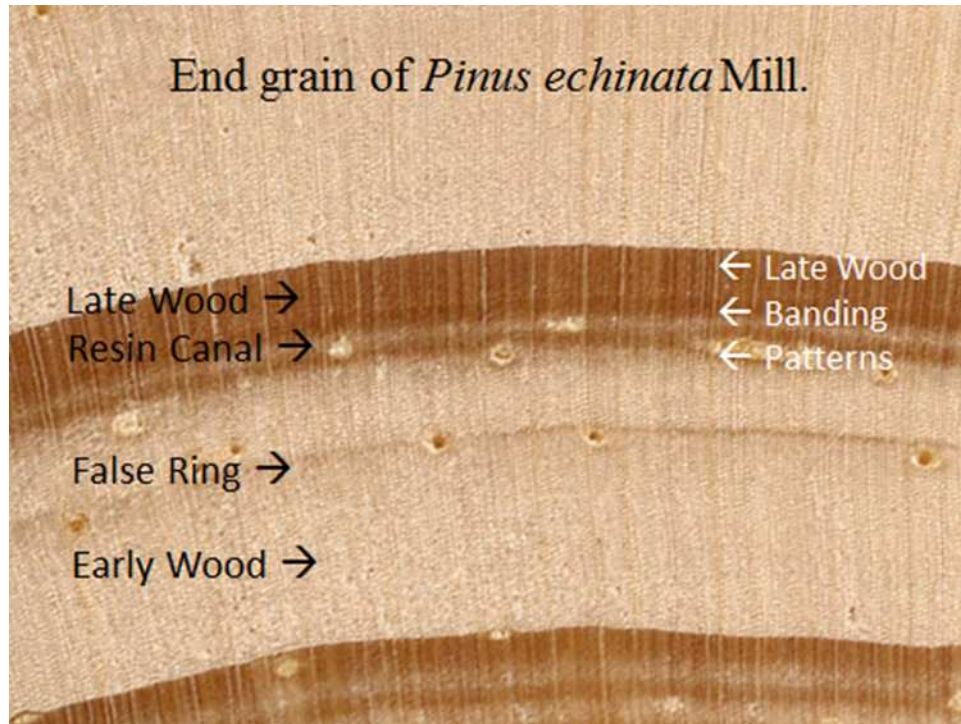 End grain of Pinus echinata Mill.
Late Wood →
Resin Canal →
False Ring →
Early Wood →
← Late Wood
← Banding
← Patterns